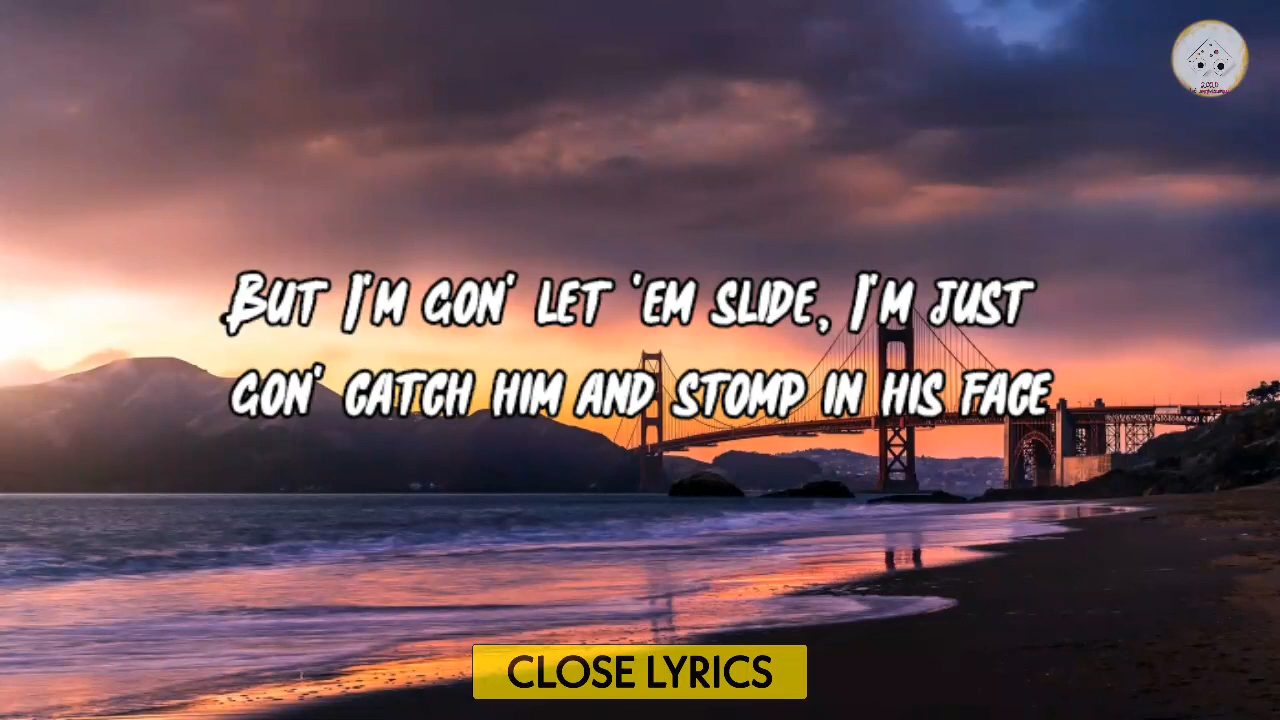 But I'm gon' let 'em slide, I'm just
gon' catch him and stomp in his face
CLOSE LYRICS